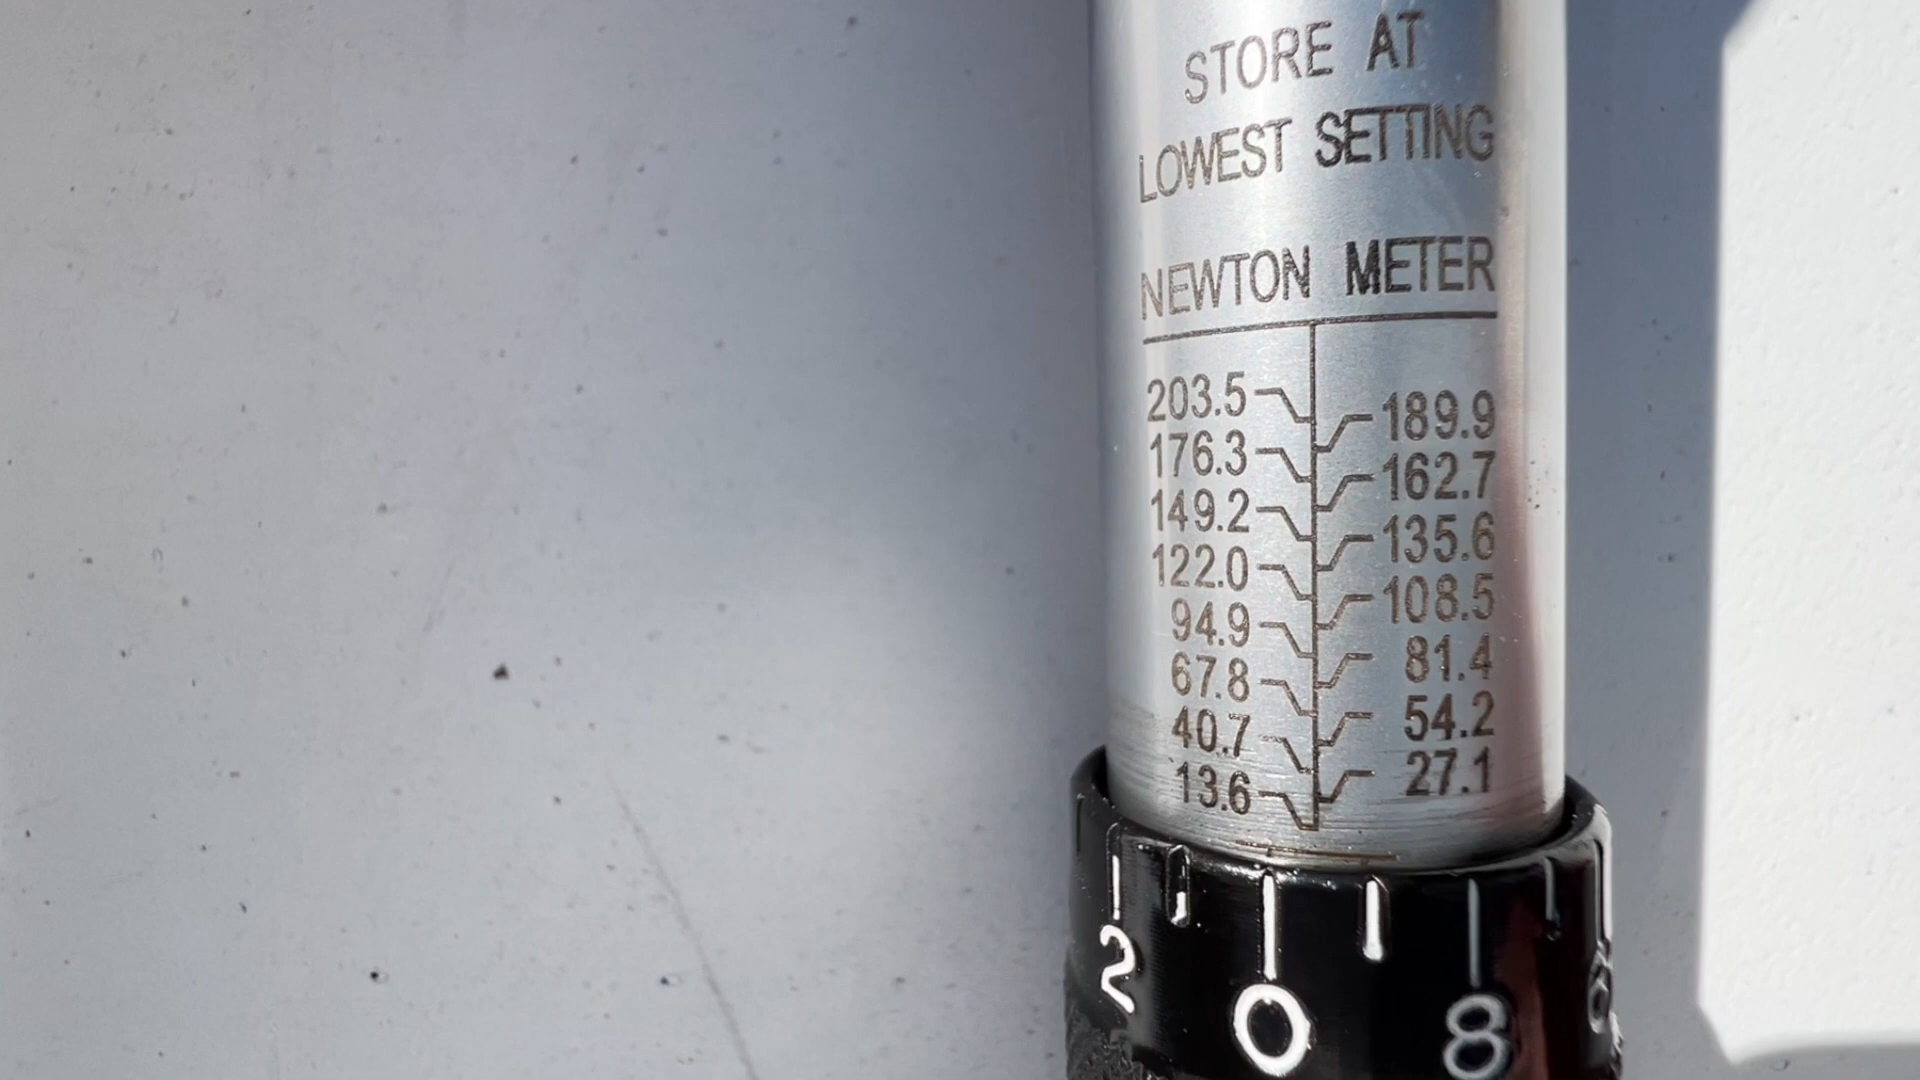 STORE AT
LOWEST SETTING
NEWTON METER
203.5 189.9
176.3 162.7
149.2 135.6
122.0 108.5
94.9 81.4
67.8 54.2
40.7 27.1
13.6
2 0 8